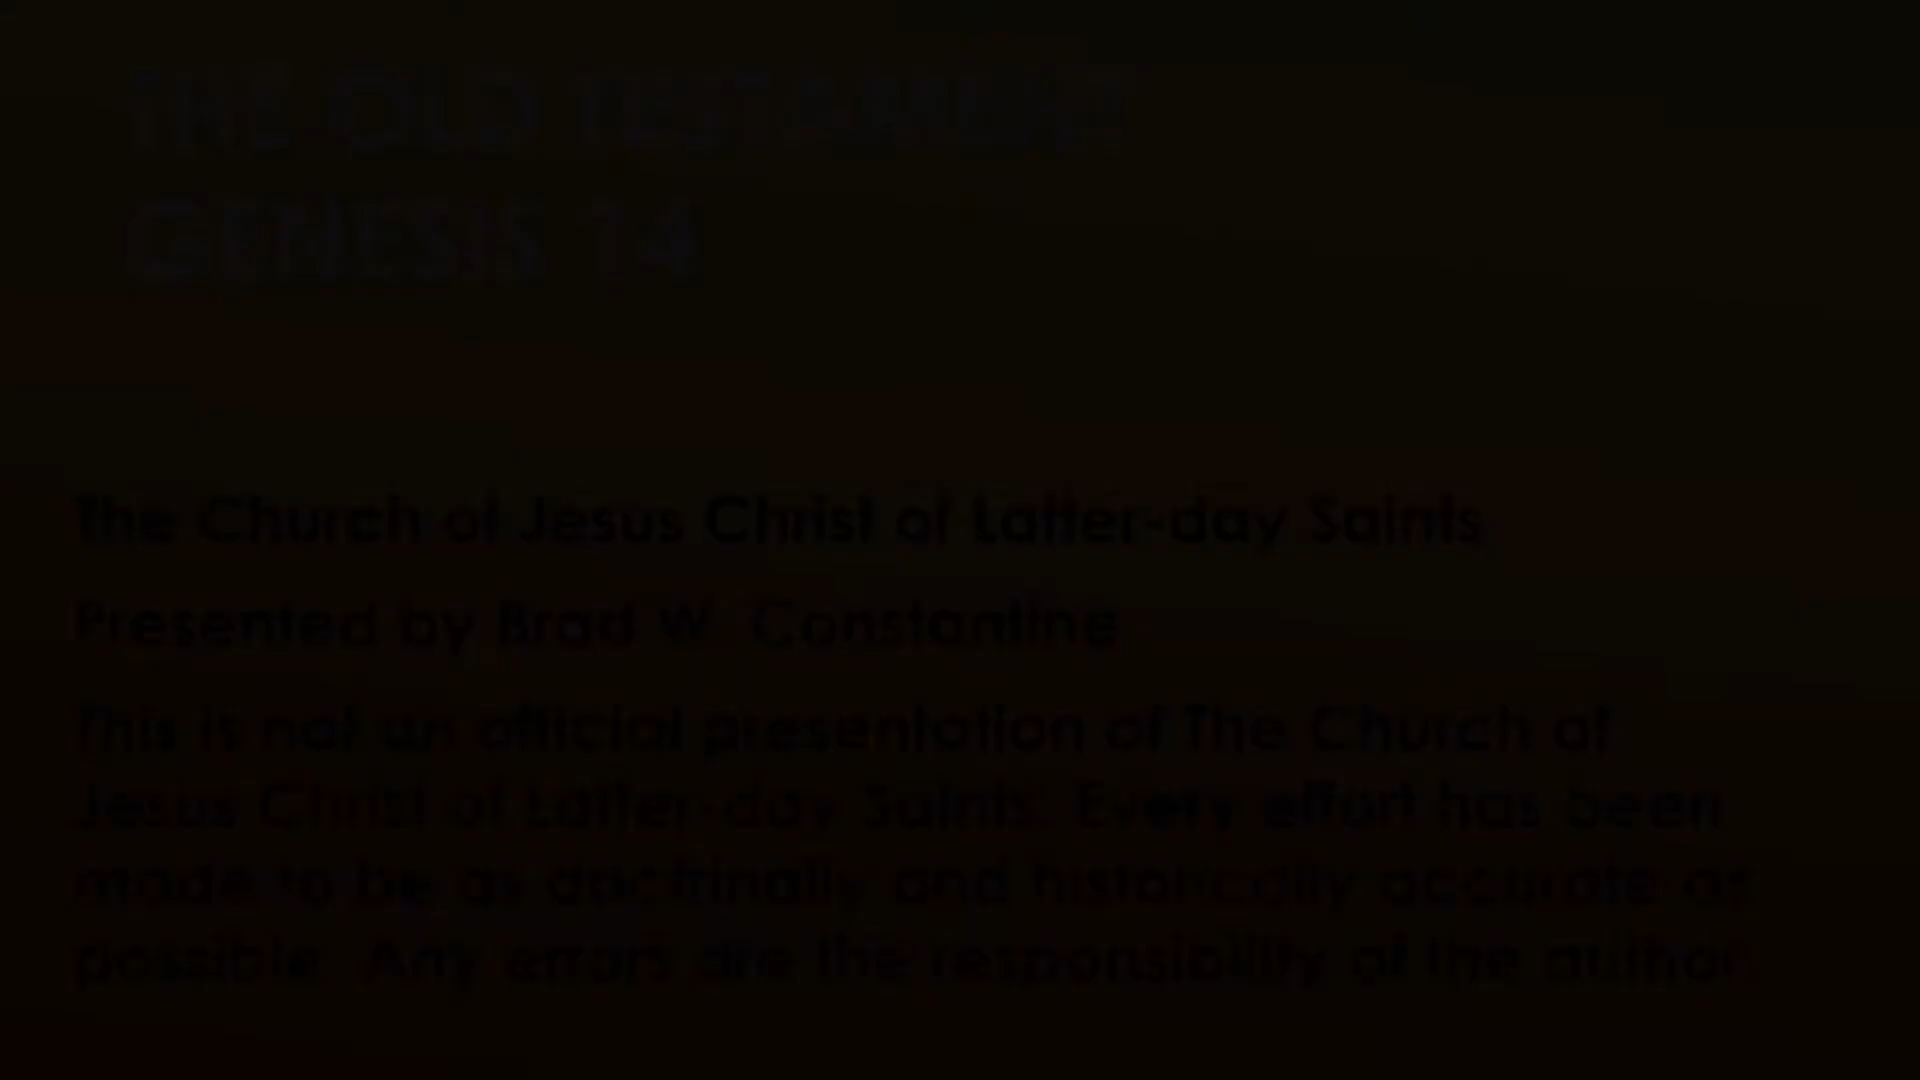 THE OLD TESTAMENT
GENESIS 14
The Church of Jesus Christ of Latter-day Saints
Presented by Brad W. Constantine
This is not an official presentation of The Church of
Jesus Christ of Latter-day Saints. Every effort has been
made to be as doctrinally and historically accurate as
possible. Any errors are the responsibility of the author.